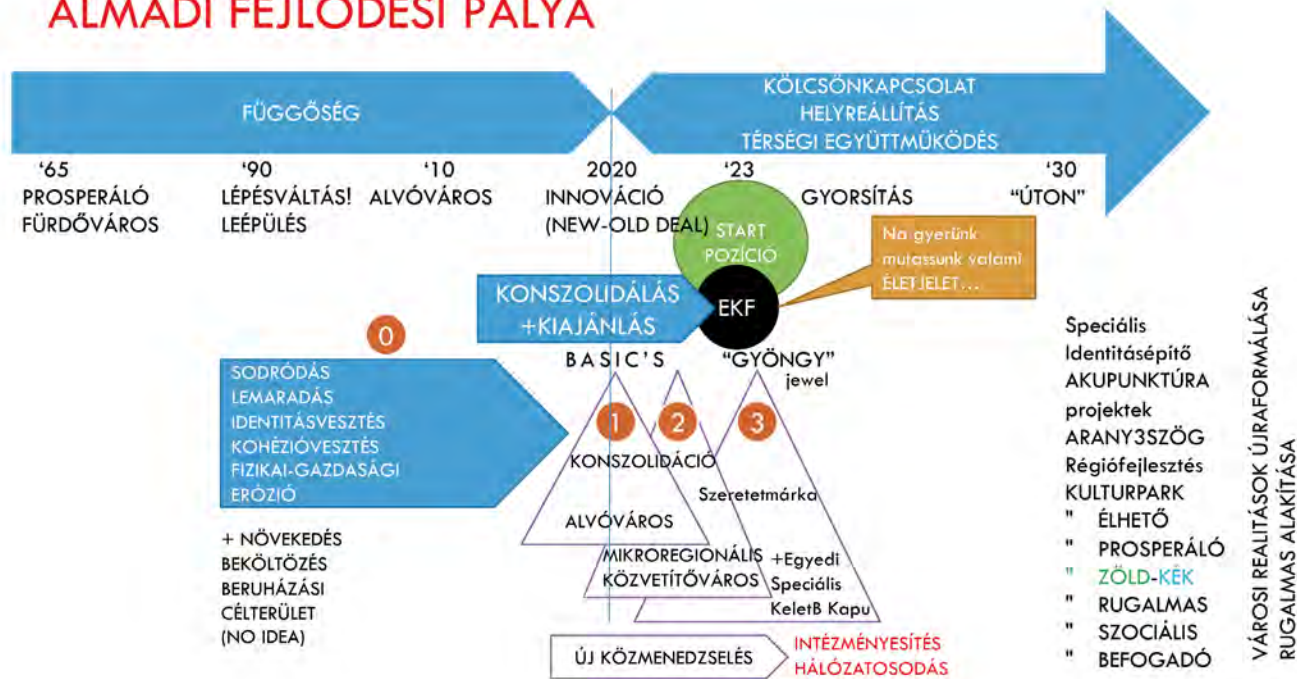 ALMÁDI FEJLŐDÉSI PÁLYA
FÜGGŐSÉG
KÖLCSÖNKAPCSOLAT
HELYREÁLLÍTÁS
TÉRSÉGI EGYÜTTMŰKÖDÉS
'65
PROSPERÁLÓ
FÜRDŐVÁROS
'90
LÉPÉSVÁLTÁS!
LEÉPÜLÉS
'10
ALVÓVÁROS
2020
INNOVÁCIÓ
(NEW-OLD DEAL)
'23
GYORSÍTÁS
'30
"ÚTON"
START
POZÍCIÓ
EKF
Na gyerünk
mutassunk valami
ÉLETJELET...
KONSZOLIDÁLÁS
+KIAJÁNLÁS
0
SODRÓDÁS
LEMARADÁS
IDENTITÁSVESZTÉS
KOHÉZIÓVESZTÉS
FIZIKAI-GAZDASÁGI
ERÓZIÓ
+ NÖVEKEDÉS
BEKÖLTÖZÉS
BERUHÁZÁSI
CÉLTERÜLET
(NO IDEA)
BASIC'S
"GYÖNGY"
jewel
1
2
3
KONSZOLIDÁCIÓ
ALVÓVÁROS
MIKROREGIONÁLIS
KÖZVETÍTŐVÁROS
Szeretetmárka
+Egyedi
Speciális
KeletB Kapu
ÚJ KÖZMENEDZSELÉS
INTÉZMÉNYESÍTÉS
HÁLÓZATOSODÁS
Speciális
Identitásépítő
AKUPUNKTÚRA
projektek
ARANY3SZÖG
Régiófejlesztés
KULTURPARK
" ÉLHETŐ
" PROSPERÁLÓ
" ZÖLD-KÉK
" RUGALMAS
" SZOCIÁLIS
" BEFOGADÓ
VÁROSI REALITÁSOK ÚJRAFORMÁLÁSA
RUGALMAS ALAKÍTÁSA